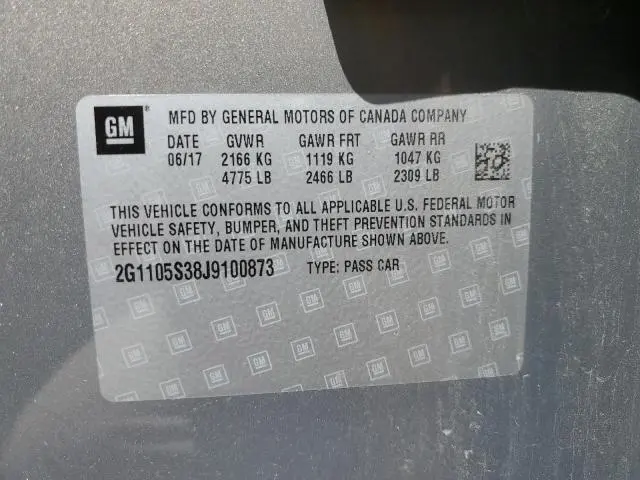 GM® MFD BY GENERAL MOTORS OF CANADA COMPANY
DATE GVWR GAWR FRT GAWR RR
06/17 2166 KG 1119 KG 1047 KG
4775 LB 2466 LB 2309 LB
THIS VEHICLE CONFORMS TO ALL APPLICABLE U.S. FEDERAL MOTOR
VEHICLE SAFETY, BUMPER, AND THEFT PREVENTION STANDARDS IN
EFFECT ON THE DATE OF MANUFACTURE SHOWN ABOVE.
2G1105S38J9100873 TYPE: PASS CAR